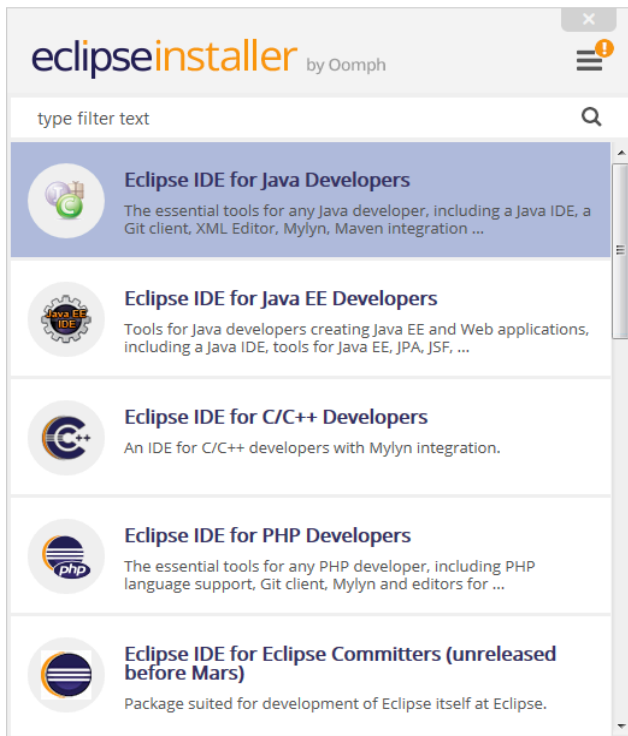 eclipseinstaller by Oomph
type filter text
Eclipse IDE for Java Developers
The essential tools for any Java developer, including a Java IDE, a
Git client, XML Editor, Mylyn, Maven integration ...
Java EE
IDE
Eclipse IDE for Java EE Developers
Tools for Java developers creating Java EE and Web applications,
including a Java IDE, tools for Java EE, JPA, JSF, ...
C++
Eclipse IDE for C/C++ Developers
An IDE for C/C++ developers with Mylyn integration.
php
Eclipse IDE for PHP Developers
The essential tools for any PHP developer, including PHP
language support, Git client, Mylyn and editors for ...
Eclipse IDE for Eclipse Committers (unreleased
before Mars)
Package suited for development of Eclipse itself at Eclipse.